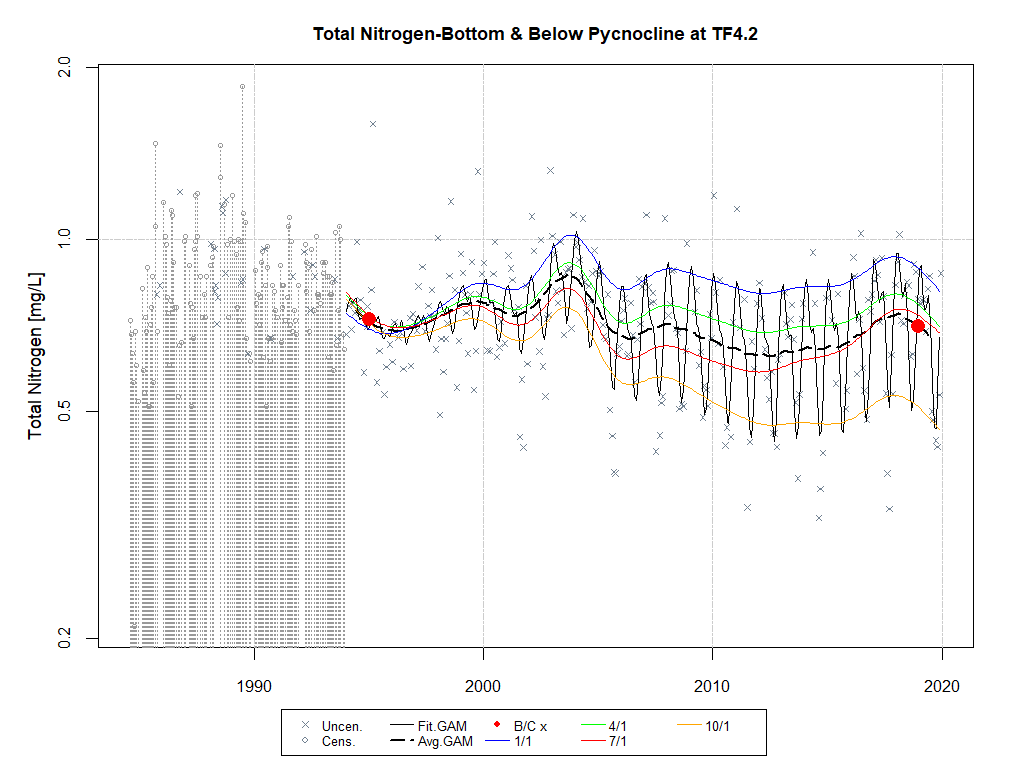 Total Nitrogen-Bottom & Below Pycnocline at TF4.2
Total Nitrogen [mg/L]
2.0
1.0
0.5
0.2
1990 2000 2010 2020
Uncen. Fit.GAM B/C x 4/1 10/1
Cens. Avg.GAM 1/1 7/1